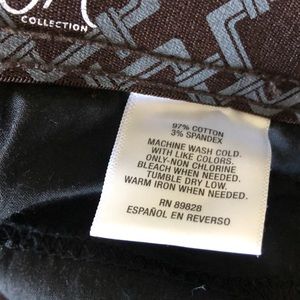 COLLECTION
97% COTTON
3% SPANDEX
MACHINE WASH COLD.
WITH LIKE COLORS.
ONLY-NON CHLORINE
BLEACH WHEN NEEDED.
TUMBLE DRY LOW.
WARM IRON WHEN NEEDED.
RN 89828
ESPAÑOL EN REVERSO